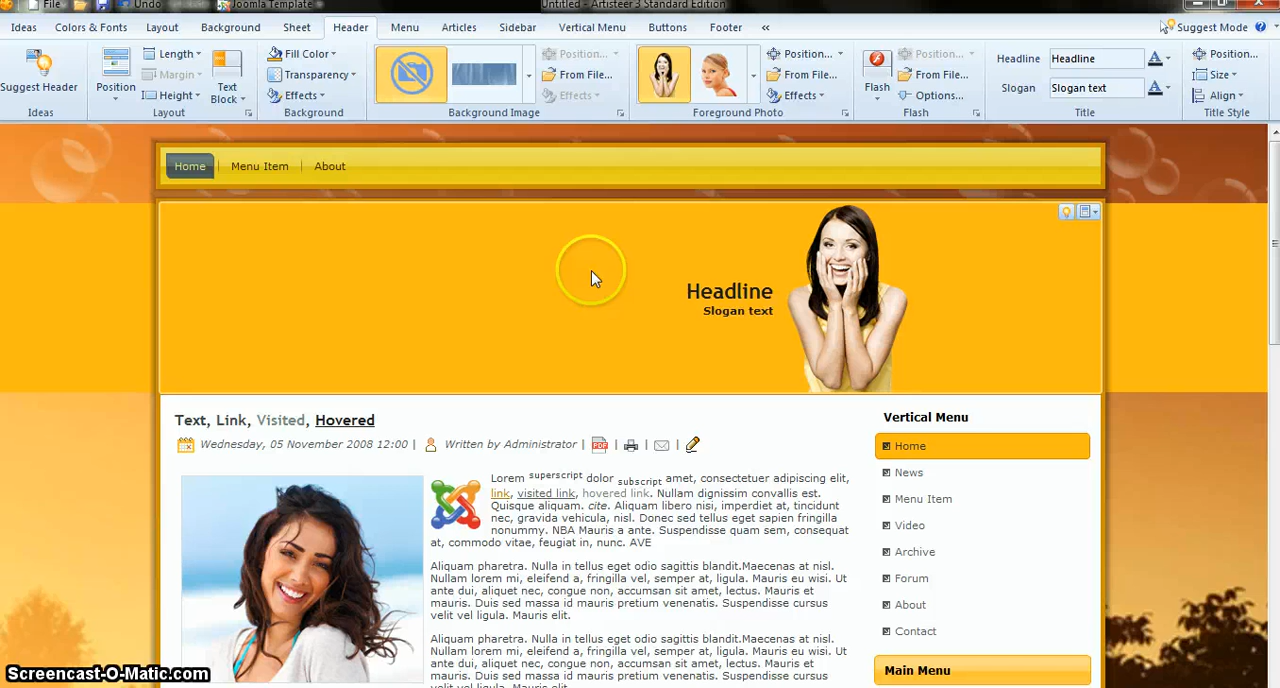 File Undo Joomla Template
Untitled - Artisteer 3 Standard Edition
Ideas Colors & Fonts Layout Background Sheet Header Menu Articles Sidebar Vertical Menu Buttons Footer « Suggest Mode
Suggest Header
Ideas
Position
Length
Margin
Height
Text Block
Layout
Fill Color
Transparency
Effects
Background
Position...
From File...
Effects
Background Image
Position...
From File...
Effects
Foreground Photo
Flash
Position...
From File...
Options...
Flash
Headline Headline
Slogan Slogan text
Title
Position...
Size
Align
Title Style
Home Menu Item About
Headline
Slogan text
Text, Link, Visited, Hovered
Wednesday, 05 November 2008 12:00 | Written by Administrator | PDF | | |
Lorem superscript dolor subscript amet, consectetuer adipiscing elit,
link, visited link, hovered link. Nullam dignissim convallis est.
Quisque aliquam. cite. Aliquam libero nisi, imperdiet at, tincidunt
nec, gravida vehicula, nisl. Donec sed tellus eget sapien fringilla
nonummy. NBA Mauris a ante. Suspendisse quam sem, consequat
at, commodo vitae, feugiat in, nunc. AVE
Aliquam pharetra. Nulla in tellus eget odio sagittis blandit.Maecenas at nisl.
Nullam lorem mi, eleifend a, fringilla vel, semper at, ligula. Mauris eu wisi. Ut
ante dui, aliquet nec, congue non, accumsan sit amet, lectus. Mauris et
mauris. Duis sed massa id mauris pretium venenatis. Suspendisse cursus
velit vel ligula. Mauris elit.
Aliquam pharetra. Nulla in tellus eget odio sagittis blandit.Maecenas at nisl.
Nullam lorem mi, eleifend a, fringilla vel, semper at, ligula. Mauris eu wisi. Ut
ante dui, aliquet nec, congue non, accumsan sit amet, lectus. Mauris et
mauris. Duis sed massa id mauris pretium venenatis. Suspendisse cursus
Vertical Menu
Home
News
Menu Item
Video
Archive
Forum
About
Contact
Main Menu
Screencast-O-Matic.com